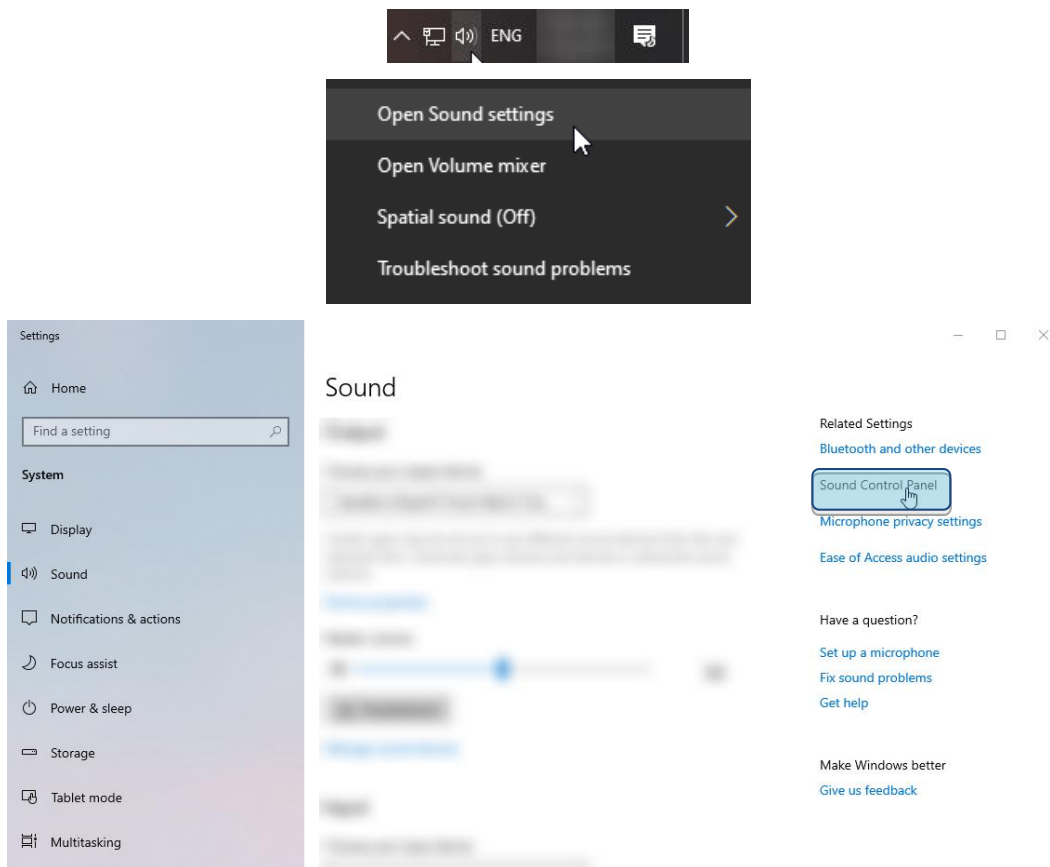 ENG
Open Sound settings
Open Volume mixer
Spatial sound (Off)
Troubleshoot sound problems
Settings
Home
Find a setting
System
Display
Sound
Notifications & actions
Focus assist
Power & sleep
Storage
Tablet mode
Multitasking
Sound
Related Settings
Bluetooth and other devices
Sound Control Panel
Microphone privacy settings
Ease of Access audio settings
Have a question?
Set up a microphone
Fix sound problems
Get help
Make Windows better
Give us feedback